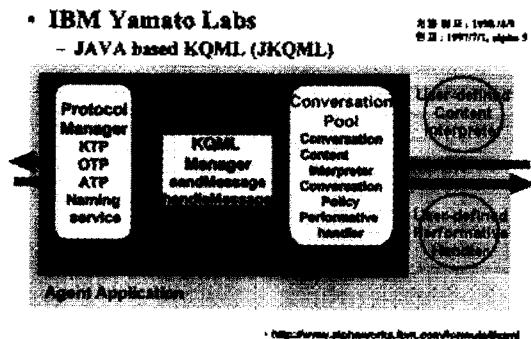 • IBM Yamato Labs
– JAVA based KQML (JKQML)
Protocol
Manager
KTP
OTP
ATP
Naming
service
KQML
Manager
sendMessage
handleMessage
Conversation
Pool
Conversation
Content
Interpreter
Conversation
Policy
Performative
handler
User-defined
Content
Interpreter
User-defined
Performative
Handler
Agent Application